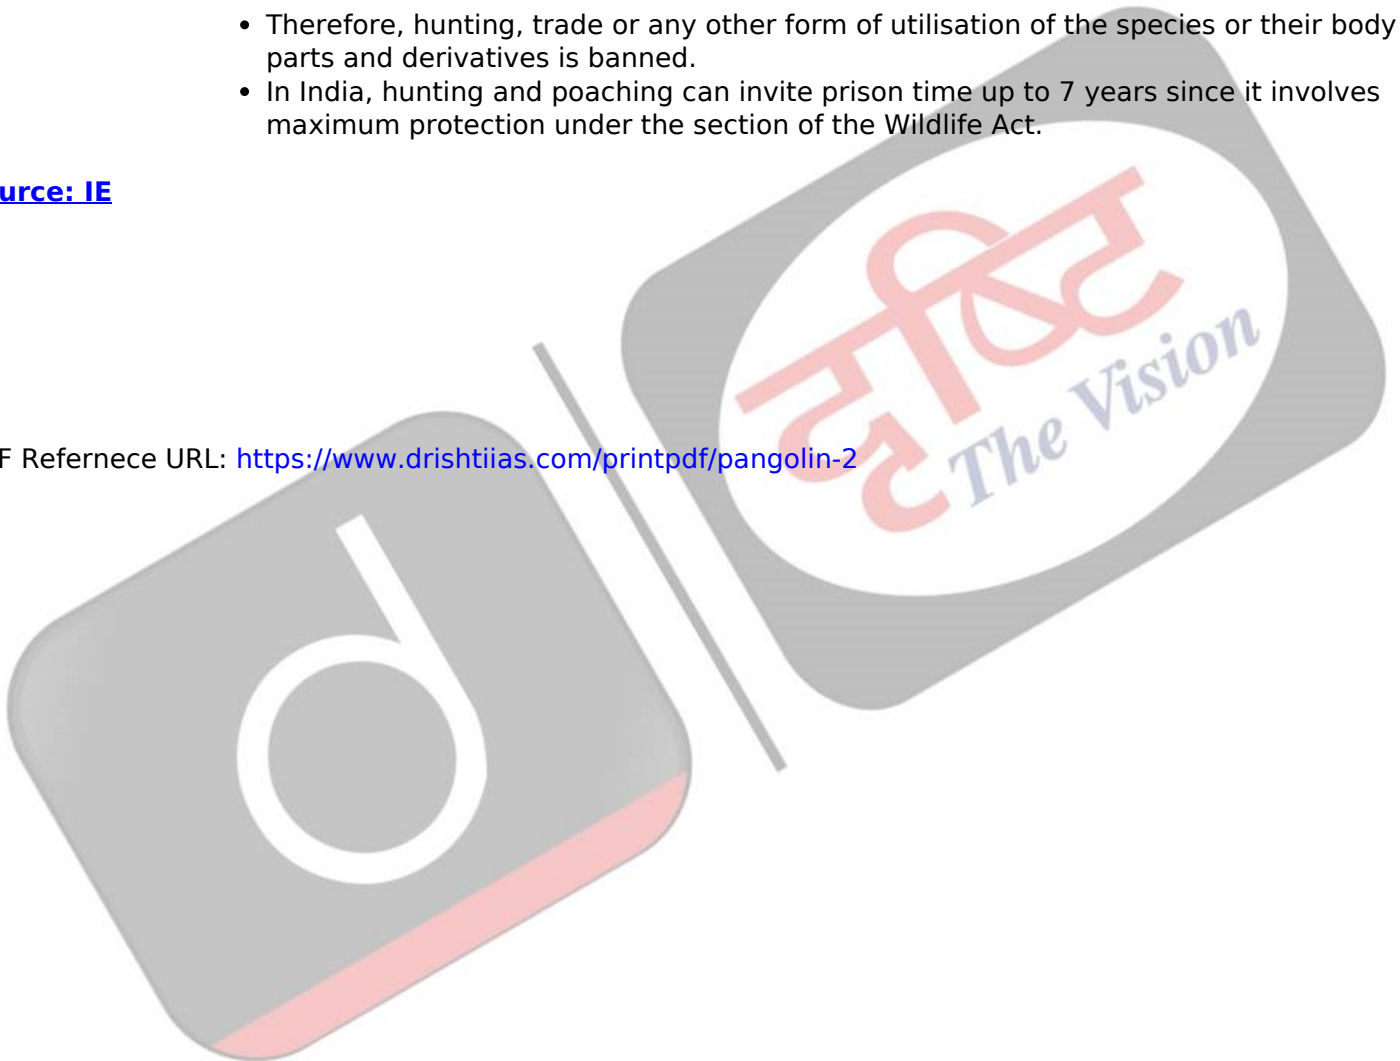 • Therefore, hunting, trade or any other form of utilisation of the species or their body
parts and derivatives is banned.
• In India, hunting and poaching can invite prison time up to 7 years since it involves
maximum protection under the section of the Wildlife Act.
urce: IE
F Refernece URL: https://www.drishtiias.com/printpdf/pangolin-2
दृष्टि
The Vision
d